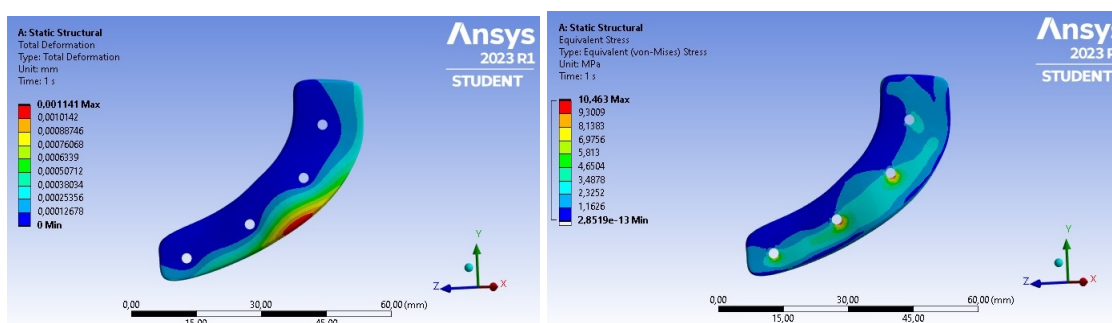 A: Static Structural
Total Deformation
Type: Total Deformation
Unit: mm
Time: 1 s
0,001141 Max
0,0010142
0,00088746
0,00076068
0,0006339
0,00050712
0,00038034
0,00025356
0,00012678
0 Min
Ansys
2023 R1
STUDENT
Y
Z
X
0,00
30,00
60,00 (mm)
15,00
45,00
A: Static Structural
Equivalent Stress
Type: Equivalent (von-Mises) Stress
Unit: MPa
Time: 1 s
10,463 Max
9,3009
8,1383
6,9756
5,813
4,6504
3,4878
2,3252
1,1626
2,8519e-13 Min
Ansys
2023 R
STUDENT
Y
Z
X
0,00
30,00
60,00 (mm)
15,00
45,00